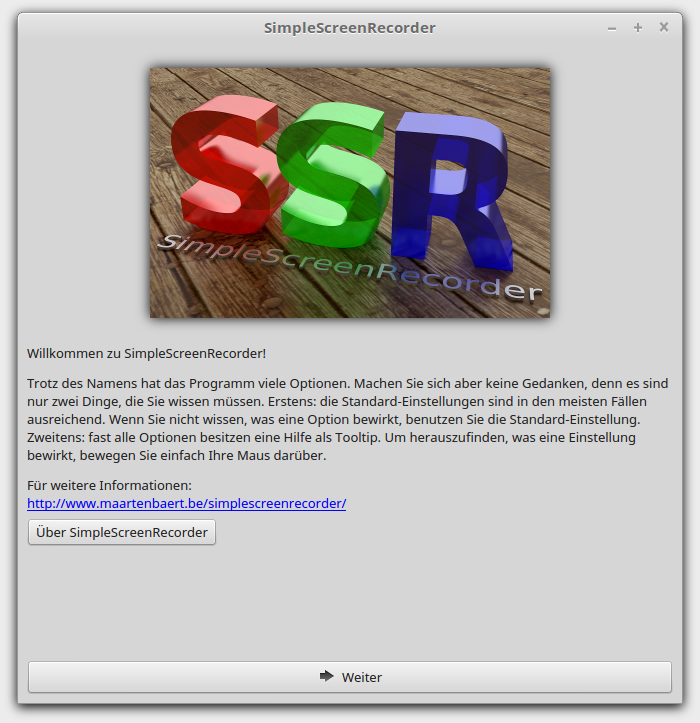 SimpleScreenRecorder
SSR
SimpleScreenRecorder
Willkommen zu SimpleScreenRecorder!
Trotz des Namens hat das Programm viele Optionen. Machen Sie sich aber keine Gedanken, denn es sind
nur zwei Dinge, die Sie wissen müssen. Erstens: die Standard-Einstellungen sind in den meisten Fällen
ausreichend. Wenn Sie nicht wissen, was eine Option bewirkt, benutzen Sie die Standard-Einstellung.
Zweitens: fast alle Optionen besitzen eine Hilfe als Tooltip. Um herauszufinden, was eine Einstellung
bewirkt, bewegen Sie einfach Ihre Maus darüber.
Für weitere Informationen:
http://www.maartenbaert.be/simplescreenrecorder/
Über SimpleScreenRecorder
Weiter